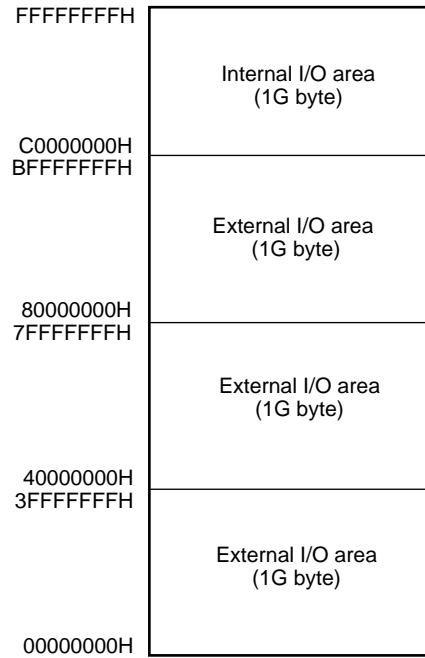 FFFFFFFFH
Internal I/O area
(1G byte)
C0000000H
BFFFFFFFH
External I/O area
(1G byte)
80000000H
7FFFFFFFH
External I/O area
(1G byte)
40000000H
3FFFFFFFH
External I/O area
(1G byte)
00000000H